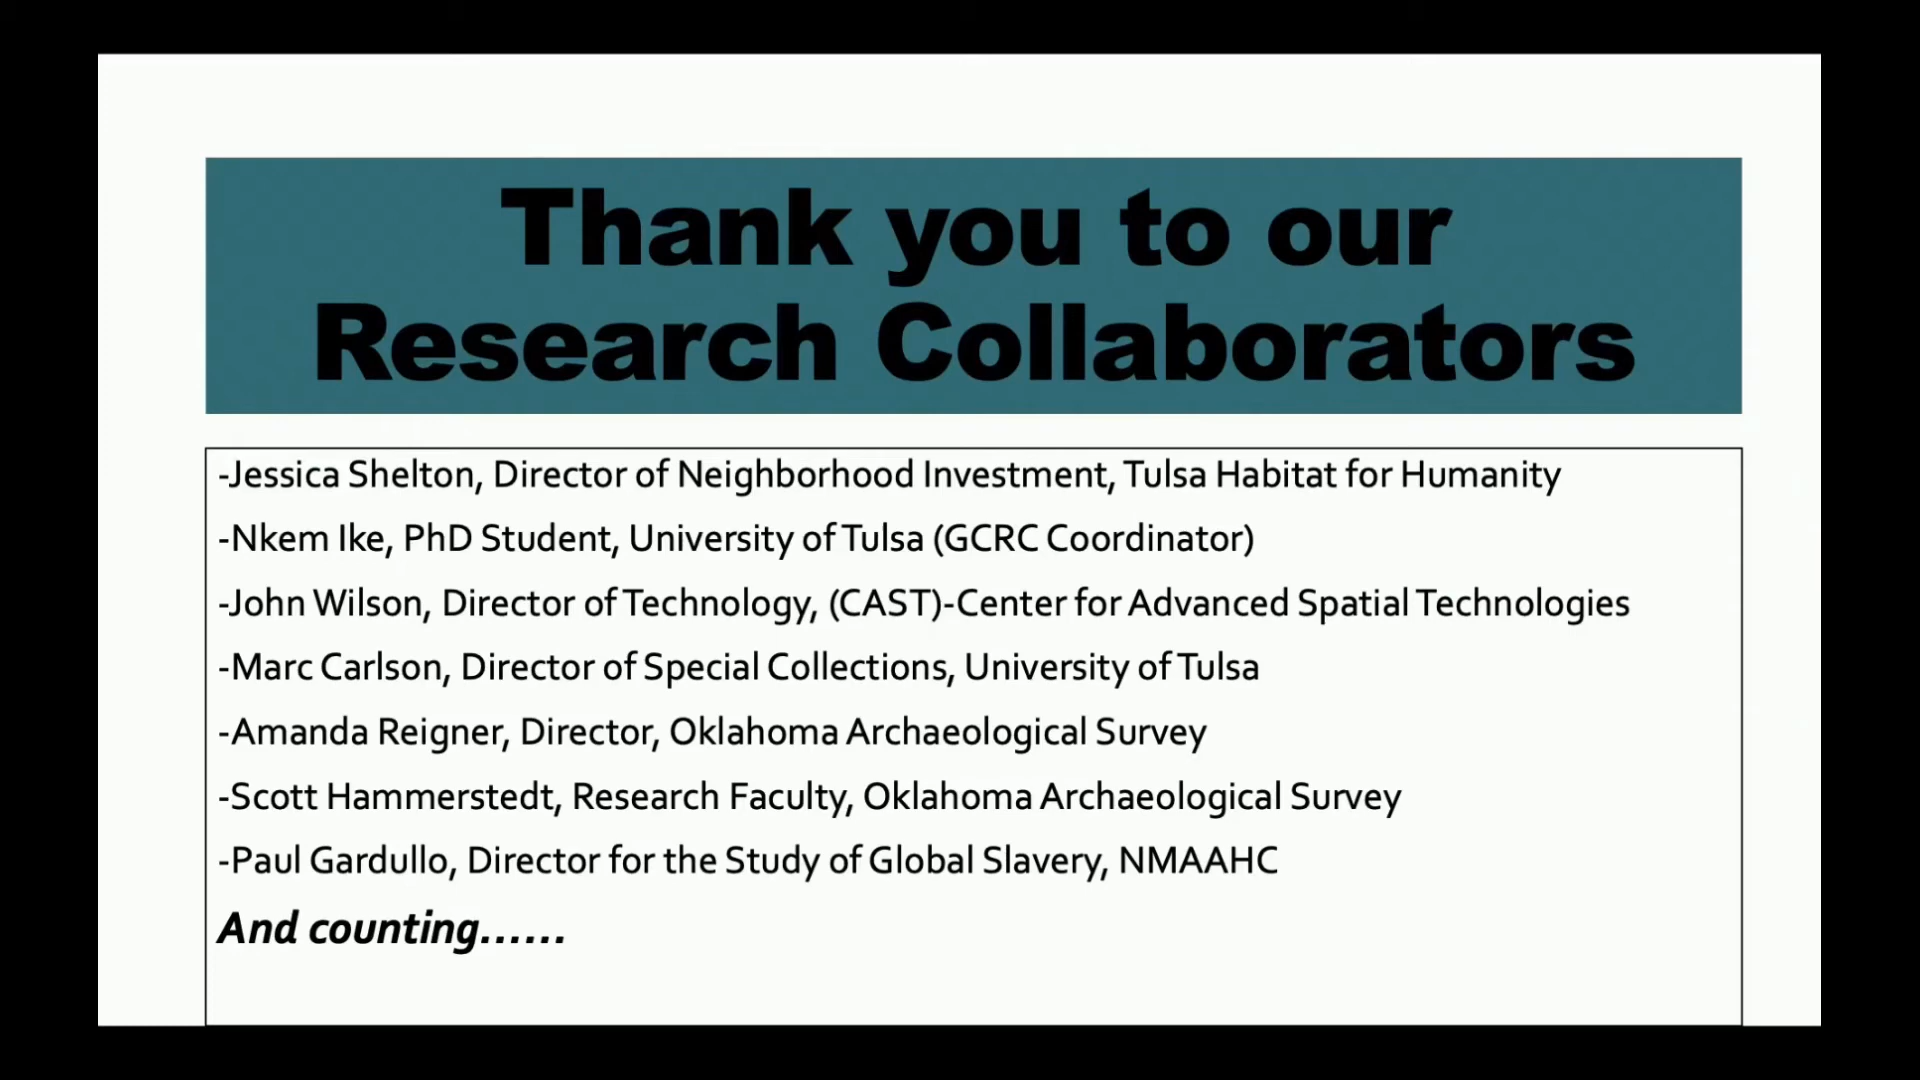 Thank you to our
Research Collaborators
-Jessica Shelton, Director of Neighborhood Investment, Tulsa Habitat for Humanity
-Nkem Ike, PhD Student, University of Tulsa (GCRC Coordinator)
-John Wilson, Director of Technology, (CAST)-Center for Advanced Spatial Technologies
-Marc Carlson, Director of Special Collections, University of Tulsa
-Amanda Reigner, Director, Oklahoma Archaeological Survey
-Scott Hammerstedt, Research Faculty, Oklahoma Archaeological Survey
-Paul Gardullo, Director for the Study of Global Slavery, NMAAHC
And counting......